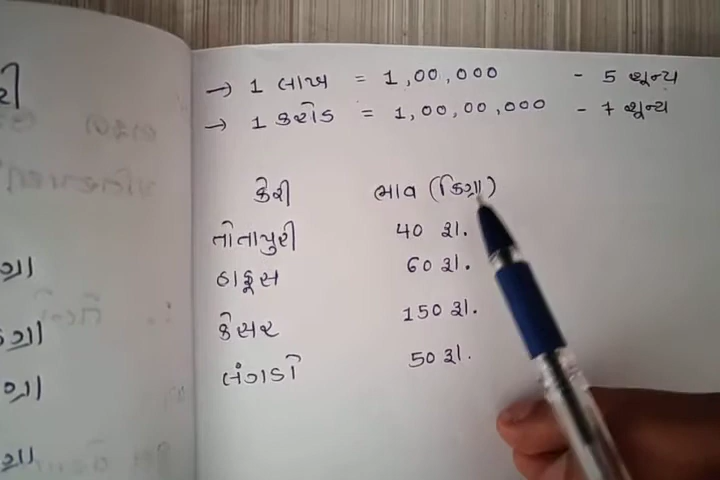 → 1 લાખ = 1,00,000 - 5 શૂન્ય
→ 1 કરોડ = 1,00,00,000 - 7 શૂન્ય
કેરી ભાવ (કિગ્રા)
તોતાપુરી 40 રૂા.
હાફૂસ 60 રૂા.
કેસર 150 રૂા.
લંગડો 50 રૂા.